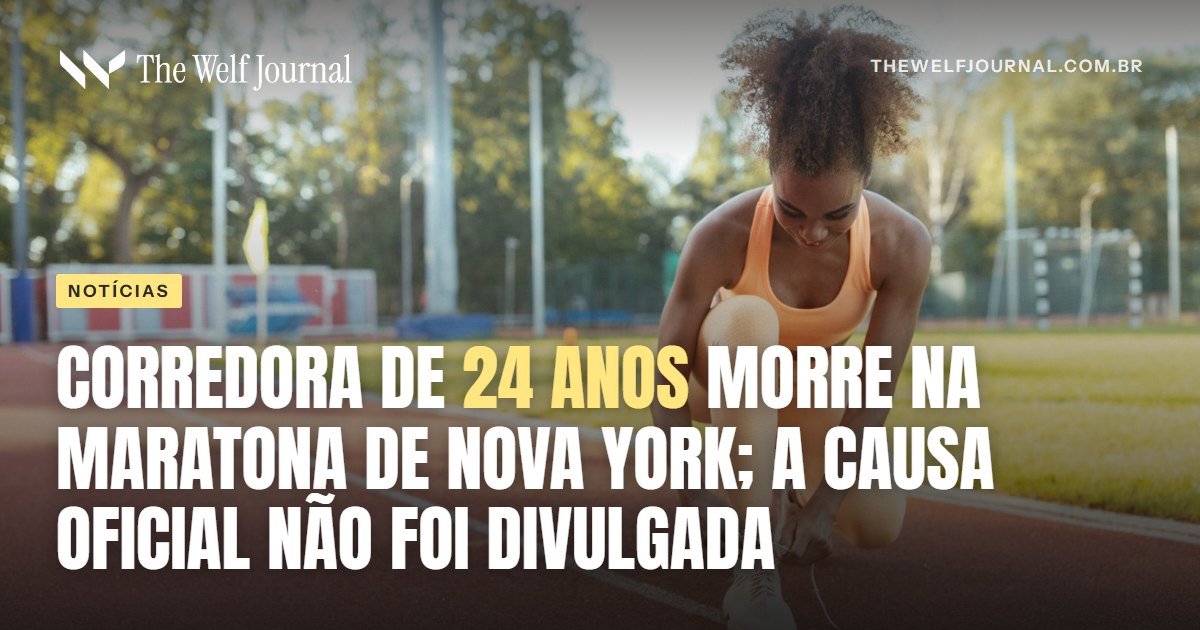 The Welf Journal
THEWELFJOURNAL.COM.BR
NOTÍCIAS
CORREDORA DE 24 ANOS MORRE NA
MARATONA DE NOVA YORK; A CAUSA
OFICIAL NÃO FOI DIVULGADA